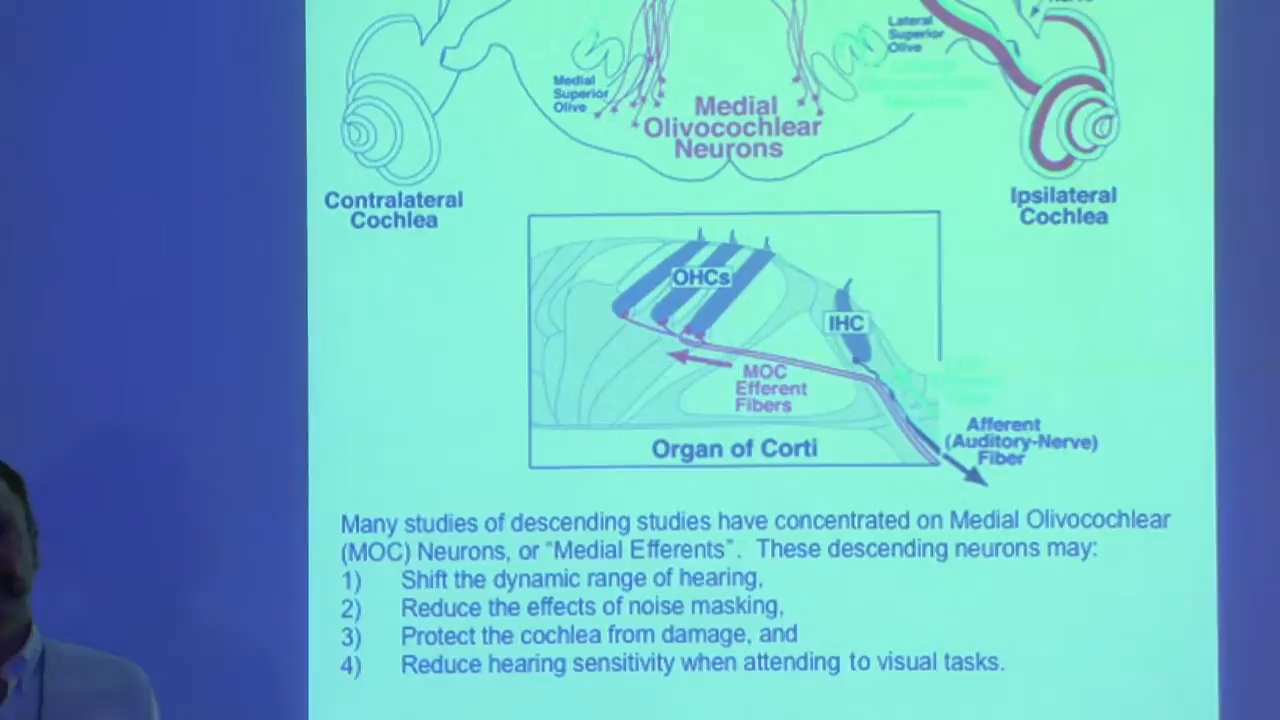 Lateral
Superior
Olive
Medial
Superior
Olive
Medial
Olivocochlear
Neurons
Contralateral
Cochlea
Ipsilateral
Cochlea
OHCs
IHC
MOC
Efferent
Fibers
Afferent
(Auditory-Nerve)
Fiber
Organ of Corti
Many studies of descending studies have concentrated on Medial Olivocochlear
(MOC) Neurons, or "Medial Efferents". These descending neurons may:
1) Shift the dynamic range of hearing,
2) Reduce the effects of noise masking,
3) Protect the cochlea from damage, and
4) Reduce hearing sensitivity when attending to visual tasks.